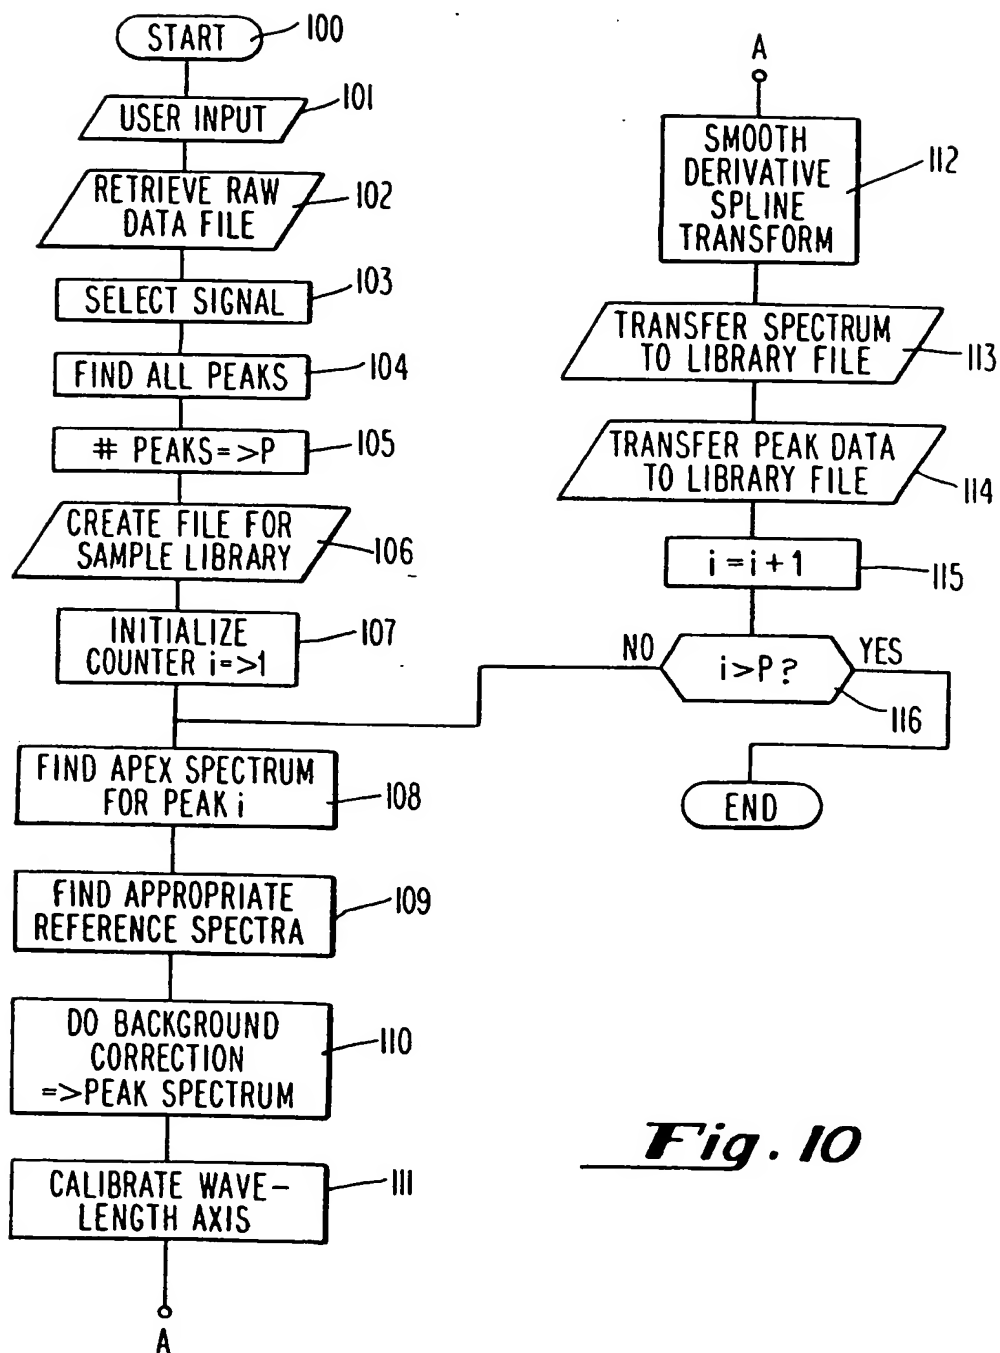 START
100
USER INPUT
101
RETRIEVE RAW
DATA FILE
102
SELECT SIGNAL
103
FIND ALL PEAKS
104
# PEAKS=>P
105
CREATE FILE FOR
SAMPLE LIBRARY
106
INITIALIZE
COUNTER i=>1
107
FIND APEX SPECTRUM
FOR PEAK i
108
FIND APPROPRIATE
REFERENCE SPECTRA
109
DO BACKGROUND
CORRECTION
=>PEAK SPECTRUM
110
CALIBRATE WAVE-
LENGTH AXIS
111
A
A
SMOOTH
DERIVATIVE
SPLINE
TRANSFORM
112
TRANSFER SPECTRUM
TO LIBRARY FILE
113
TRANSFER PEAK DATA
TO LIBRARY FILE
114
i=i+1
115
NO
i>P?
YES
116
END
Fig. 10